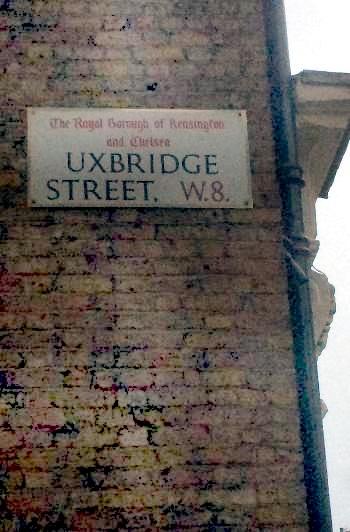 The Royal Borough of Kensington
and Chelsea
UXBRIDGE
STREET, W.8.